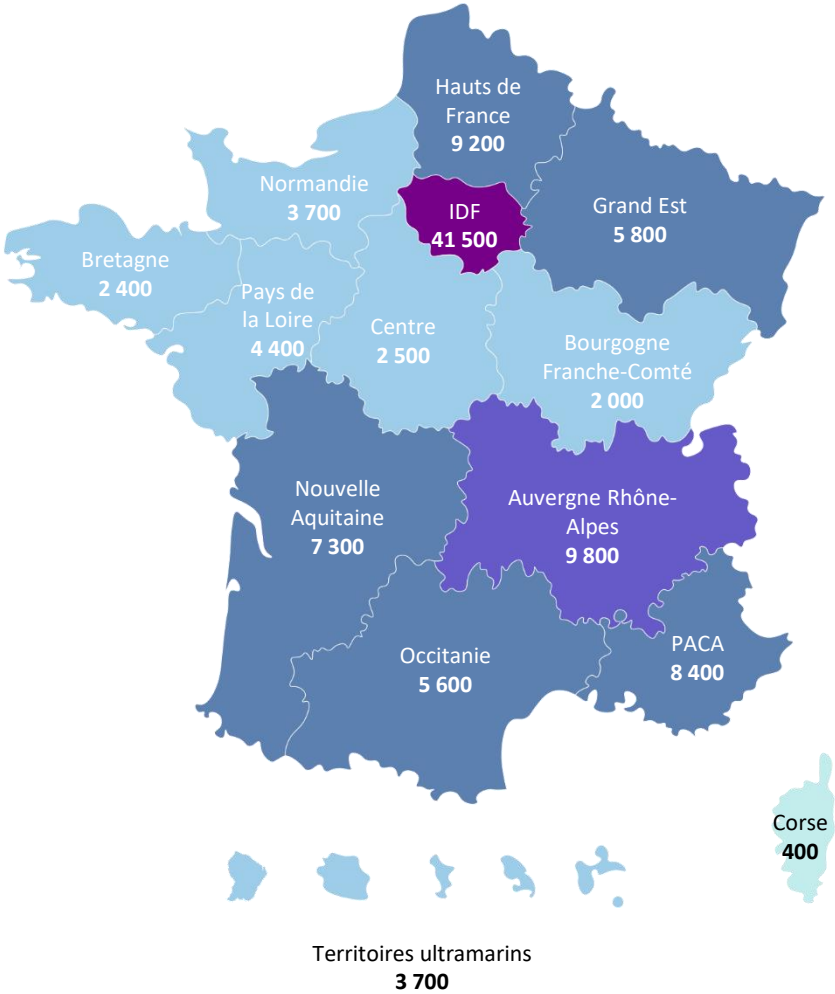 Hauts de
France
9 200
Normandie
3 700
IDF
41 500
Grand Est
5 800
Bretagne
2 400
Pays de
la Loire
4 400
Centre
2 500
Bourgogne
Franche-Comté
2 000
Nouvelle
Aquitaine
7 300
Auvergne Rhône-
Alpes
9 800
Occitanie
5 600
PACA
8 400
Corse
400
Territoires ultramarins
3 700